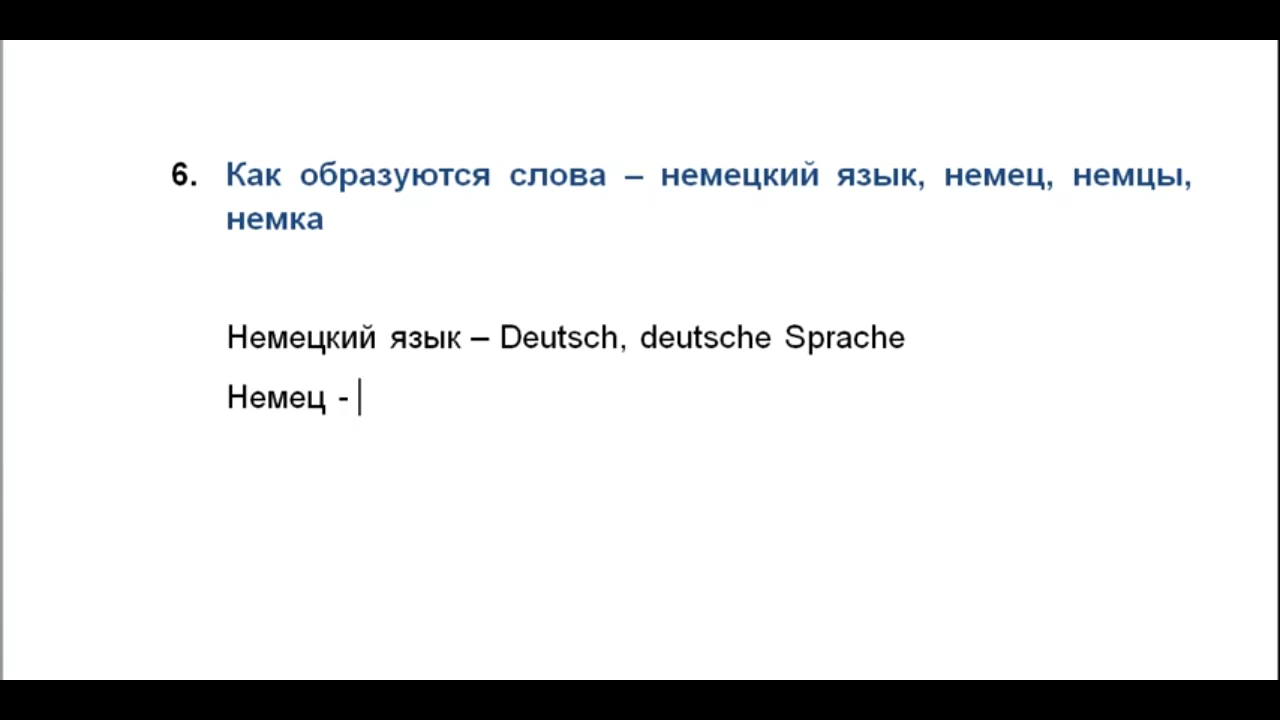 6. Как образуются слова – немецкий язык, немец, немцы,
немка
Немецкий язык – Deutsch, deutsche Sprache
Немец -